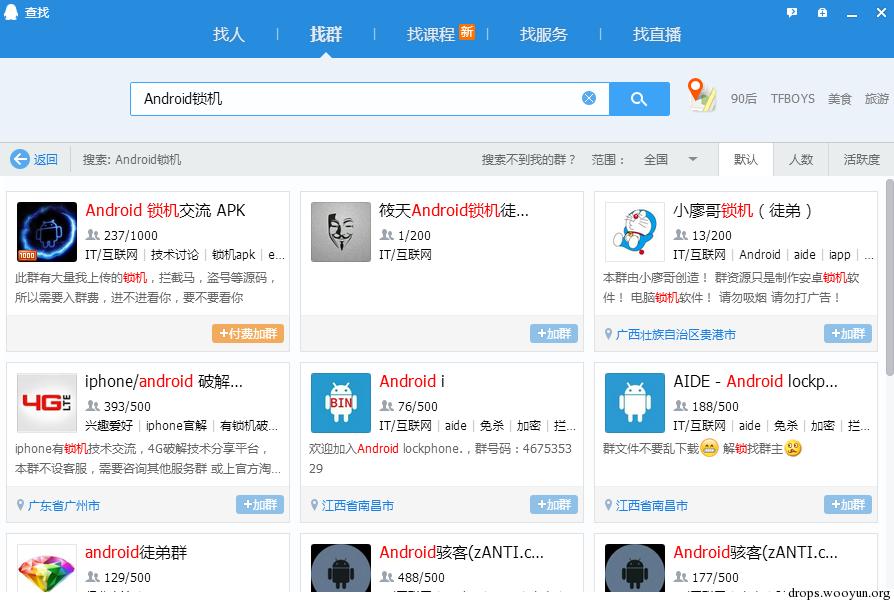 查找
找人
找群
找课程 新
找服务
找直播
Android锁机
90后 TFBOYS 美食 旅游
返回 搜索: Android锁机
搜索不到我的群? 范围: 全国 默认 人数 活跃度
Android 锁机交流 APK
237/1000
IT/互联网 | 技术讨论 | 锁机apk | e...
1000
此群有大量我上传的锁机，拦截马，盗号等源码，
所以需要入群费，进不进看你，要不要看你
+付费加群
筱天Android锁机徒...
1/200
IT/互联网
+加群
小廖哥锁机（徒弟）
13/200
IT/互联网 | Android | aide | iapp | ...
本群由小廖哥创造！ 群资源只是制作安卓锁机软
件！ 电脑锁机软件！ 请勿吸烟 请勿打广告！
广西壮族自治区贵港市
+加群
4G LTE
iphone/android 破解...
393/500
兴趣爱好 | iphone官解 | 有锁机破...
iphone有锁机技术交流，4G破解技术分享平台，
本群不设客服，需要咨询其他服务群 或上官方淘...
广东省广州市
+加群
BIN
Android i
76/500
IT/互联网 | aide | 免杀 | 加密 | 拦...
欢迎加入Android lockphone.，群号码：4675353
29
江西省南昌市
+加群
AIDE - Android lockp...
188/500
IT/互联网 | aide | 免杀 | 加密 | 拦...
群文件不要乱下载 解锁找群主
江西省南昌市
+加群
android徒弟群
129/500
Android骇客(zANTI.c...
488/500
Android骇客(zANTI.c...
177/500
drops.wooyun.org